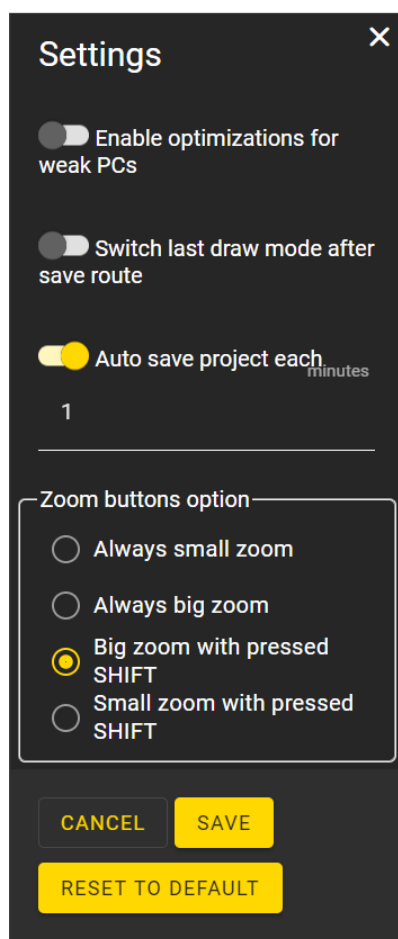 Settings
Enable optimizations for
weak PCs
Switch last draw mode after
save route
Auto save project each
minutes
1
Zoom buttons option
Always small zoom
Always big zoom
Big zoom with pressed
SHIFT
Small zoom with pressed
SHIFT
CANCEL
SAVE
RESET TO DEFAULT